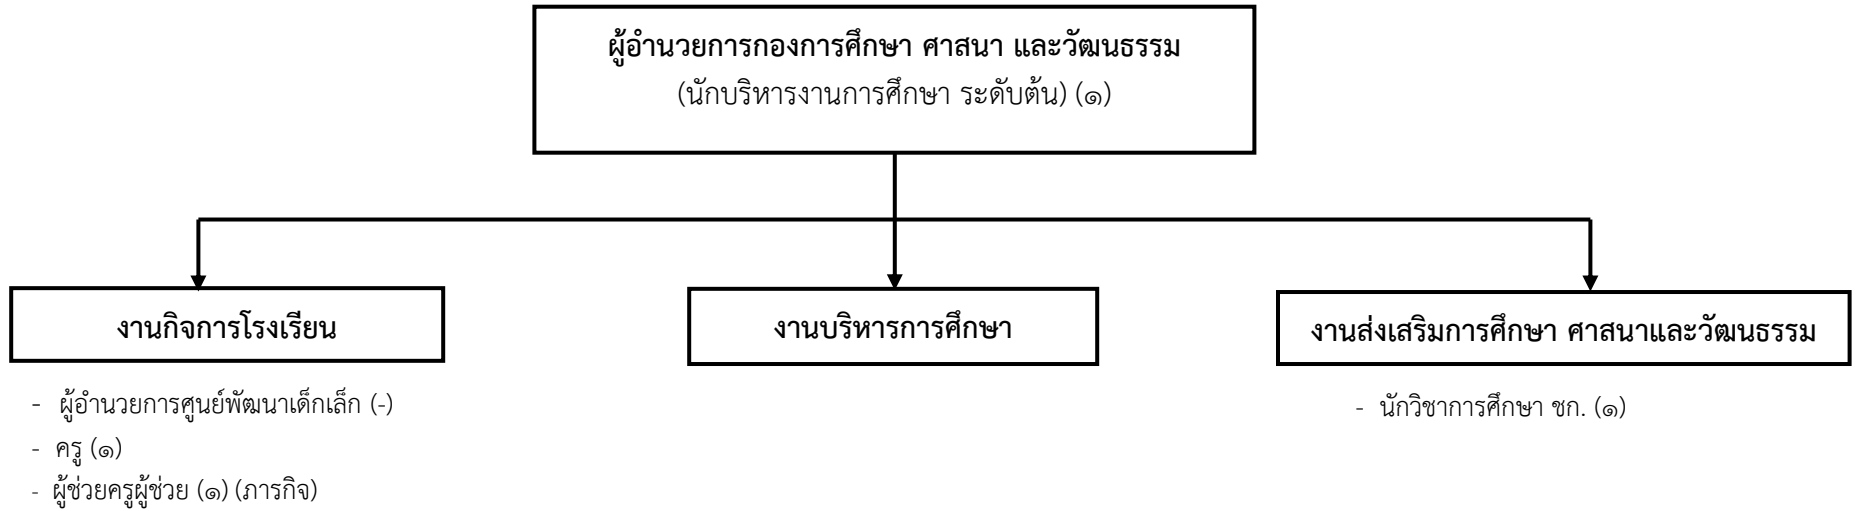 ผู้อำนวยการกองการศึกษา ศาสนา และวัฒนธรรม
(นักบริหารงานการศึกษา ระดับต้น) (๑)
งานกิจการโรงเรียน
- ผู้อำนวยการศูนย์พัฒนาเด็กเล็ก (-)
- ครู (๑)
- ผู้ช่วยครูผู้ช่วย (๑) (ภารกิจ)
งานบริหารการศึกษา
งานส่งเสริมการศึกษา ศาสนาและวัฒนธรรม
- นักวิชาการศึกษา ชก. (๑)